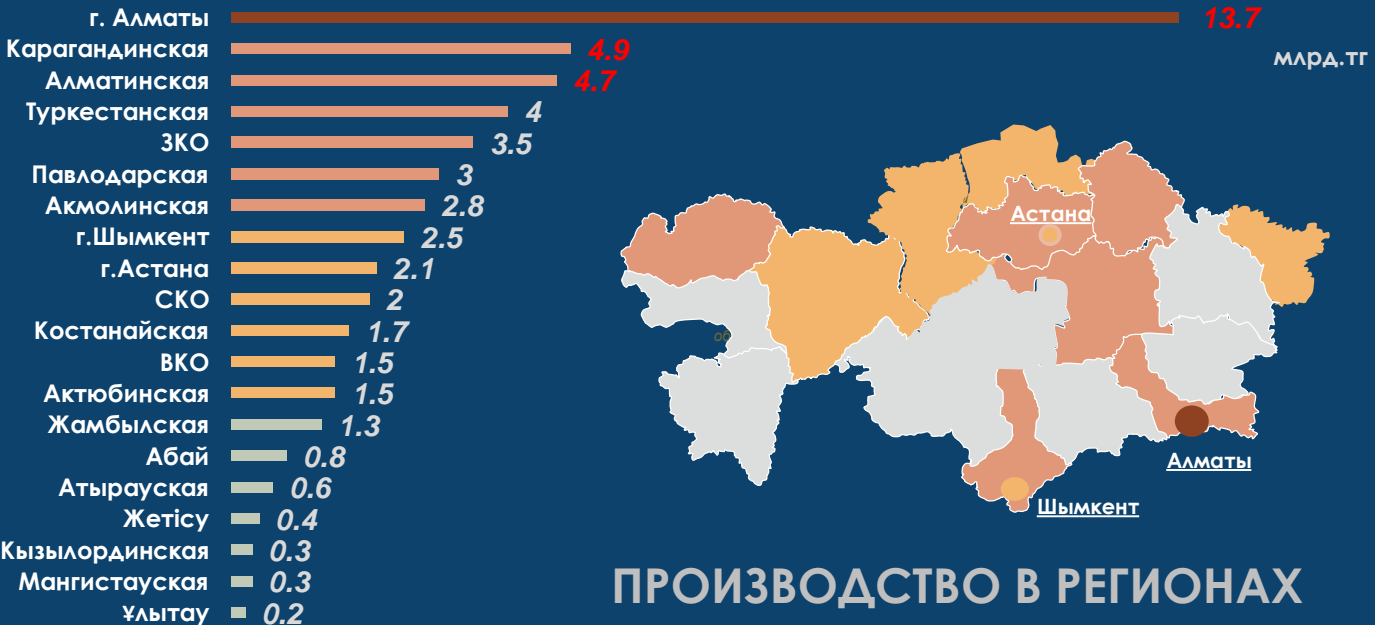 г. Алматы 13.7
Карагандинская 4.9
млрд.тг
Алматинская 4.7
Туркестанская 4
ЗКО 3.5
Павлодарская 3
Акмолинская 2.8
г.Шымкент 2.5
г.Астана 2.1
СКО 2
Костанайская 1.7
ВКО 1.5
Актюбинская 1.5
Жамбылская 1.3
Абай 0.8
Атырауская 0.6
Жетісу 0.4
Кызылординская 0.3
Мангистауская 0.3
Ұлытау 0.2
Астана
об
Алматы
Шымкент
ПРОИЗВОДСТВО В РЕГИОНАХ